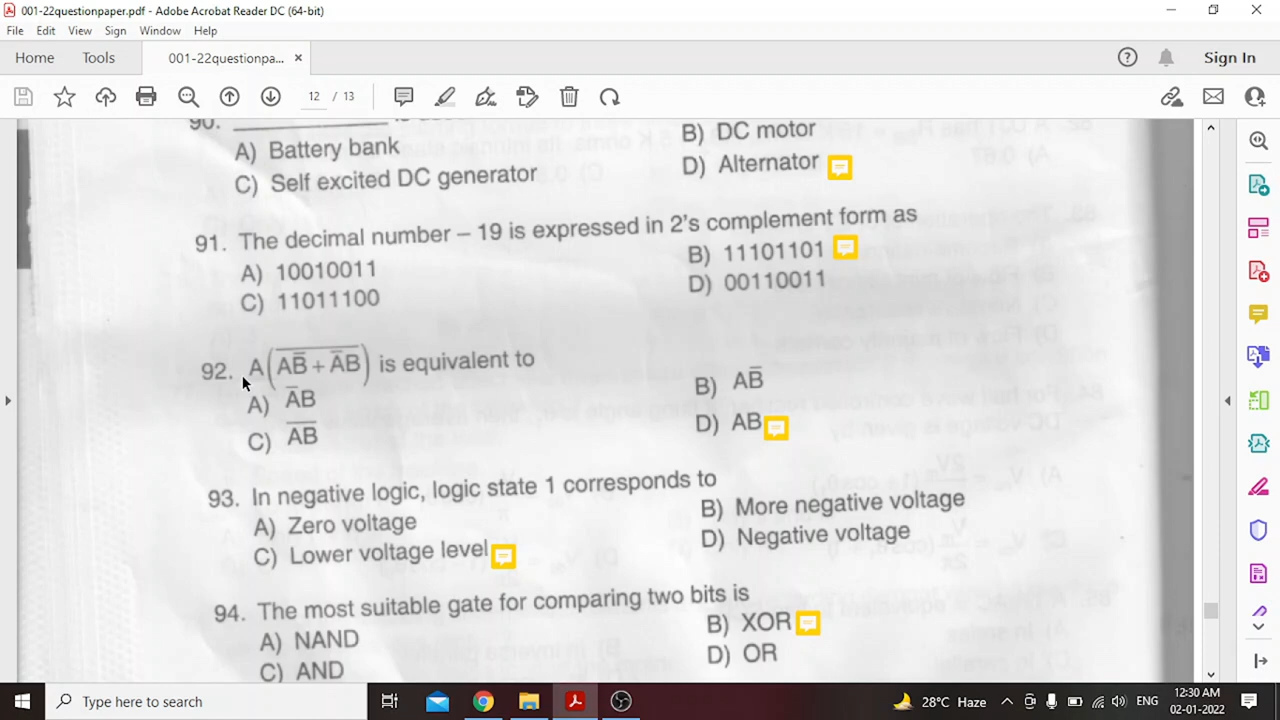 001-22questionpaper.pdf - Adobe Acrobat Reader DC (64-bit)
File Edit View Sign Window Help
Home Tools 001-22questionpa... × Sign In
12 / 13
90.
A) Battery bank B) DC motor
C) Self excited DC generator D) Alternator
91. The decimal number – 19 is expressed in 2's complement form as
A) 10010011 B) 11101101
C) 11011100 D) 00110011
92. A(A̅B̅̅ ̅+̅ ̅A̅̅B̅) is equivalent to
A) A̅B B) AB̅
C) A̅B̅ D) AB
93. In negative logic, logic state 1 corresponds to
A) Zero voltage B) More negative voltage
C) Lower voltage level D) Negative voltage
94. The most suitable gate for comparing two bits is
A) NAND B) XOR
C) AND D) OR
Type here to search 28°C Haze ENG 12:30 AM
02-01-2022